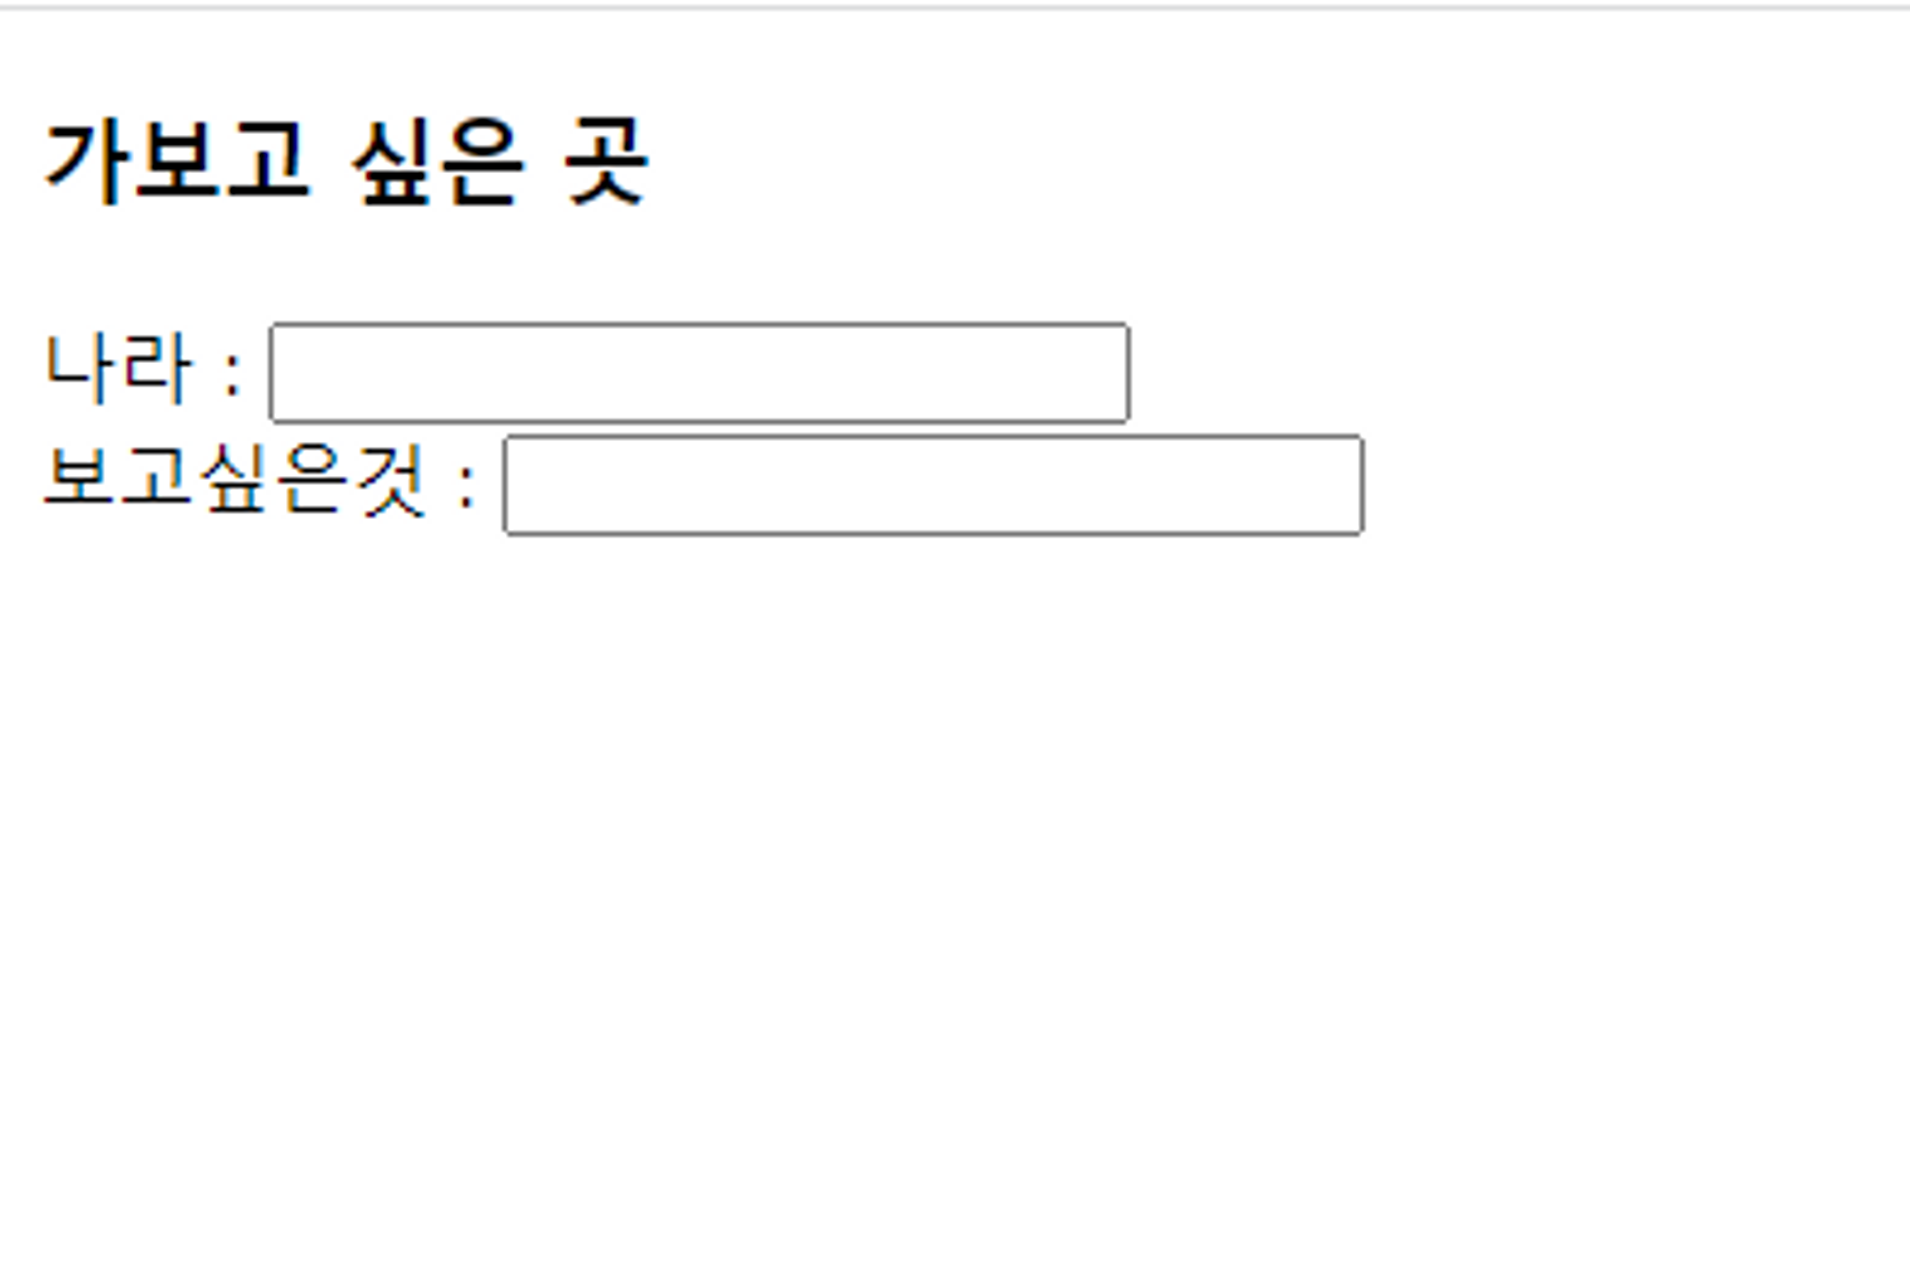 가보고 싶은 곳
나라 :
보고싶은것 :